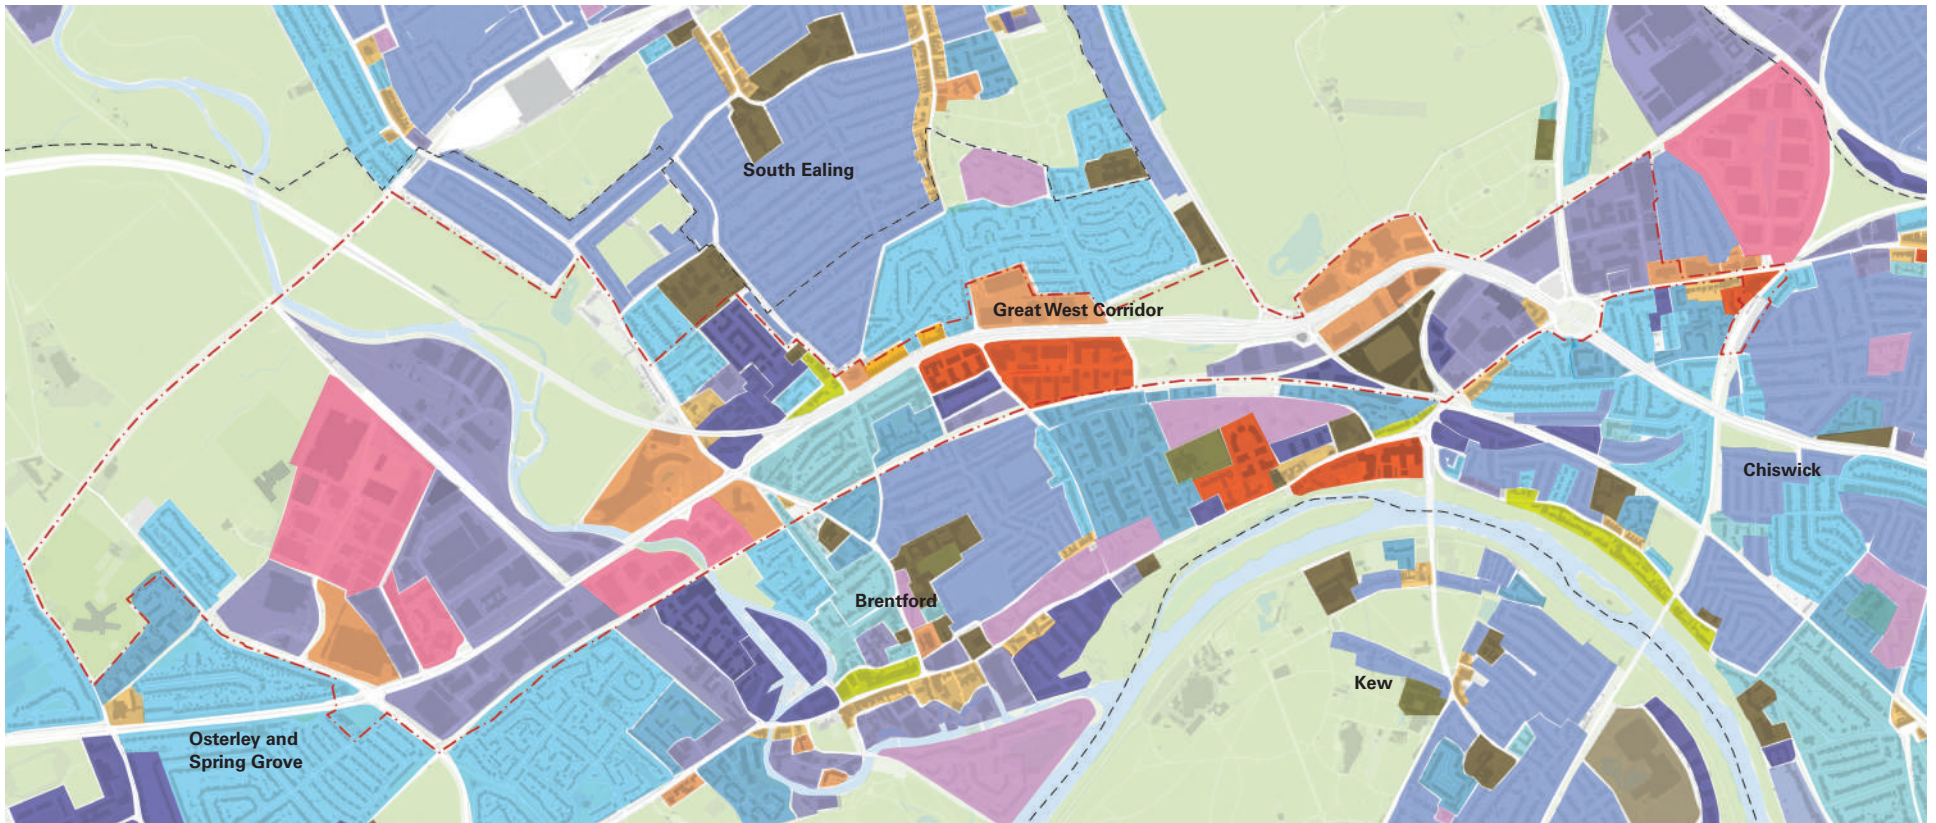 South Ealing
Great West Corridor
Chiswick
Brentford
Kew
Osterley and
Spring Grove